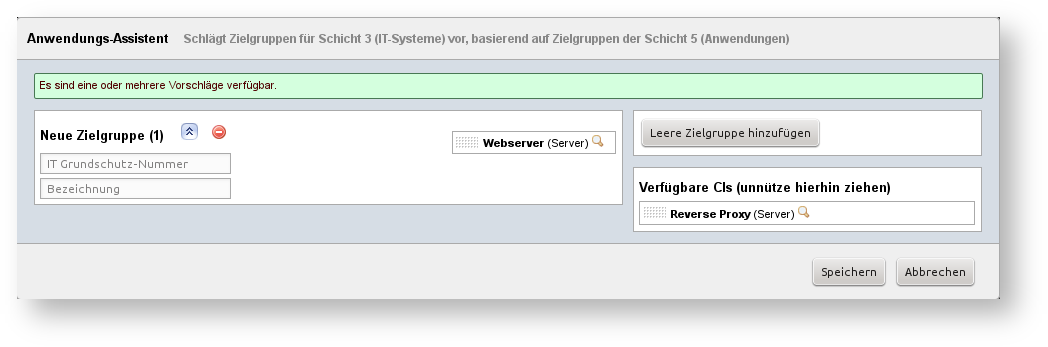 Anwendungs-Assistent Schlägt Zielgruppen für Schicht 3 (IT-Systeme) vor, basierend auf Zielgruppen der Schicht 5 (Anwendungen)
Es sind eine oder mehrere Vorschläge verfügbar.
Neue Zielgruppe (1)
IT Grundschutz-Nummer
Bezeichnung
Webserver (Server)
Leere Zielgruppe hinzufügen
Verfügbare CIs (unnütze hierhin ziehen)
Reverse Proxy (Server)
Speichern Abbrechen